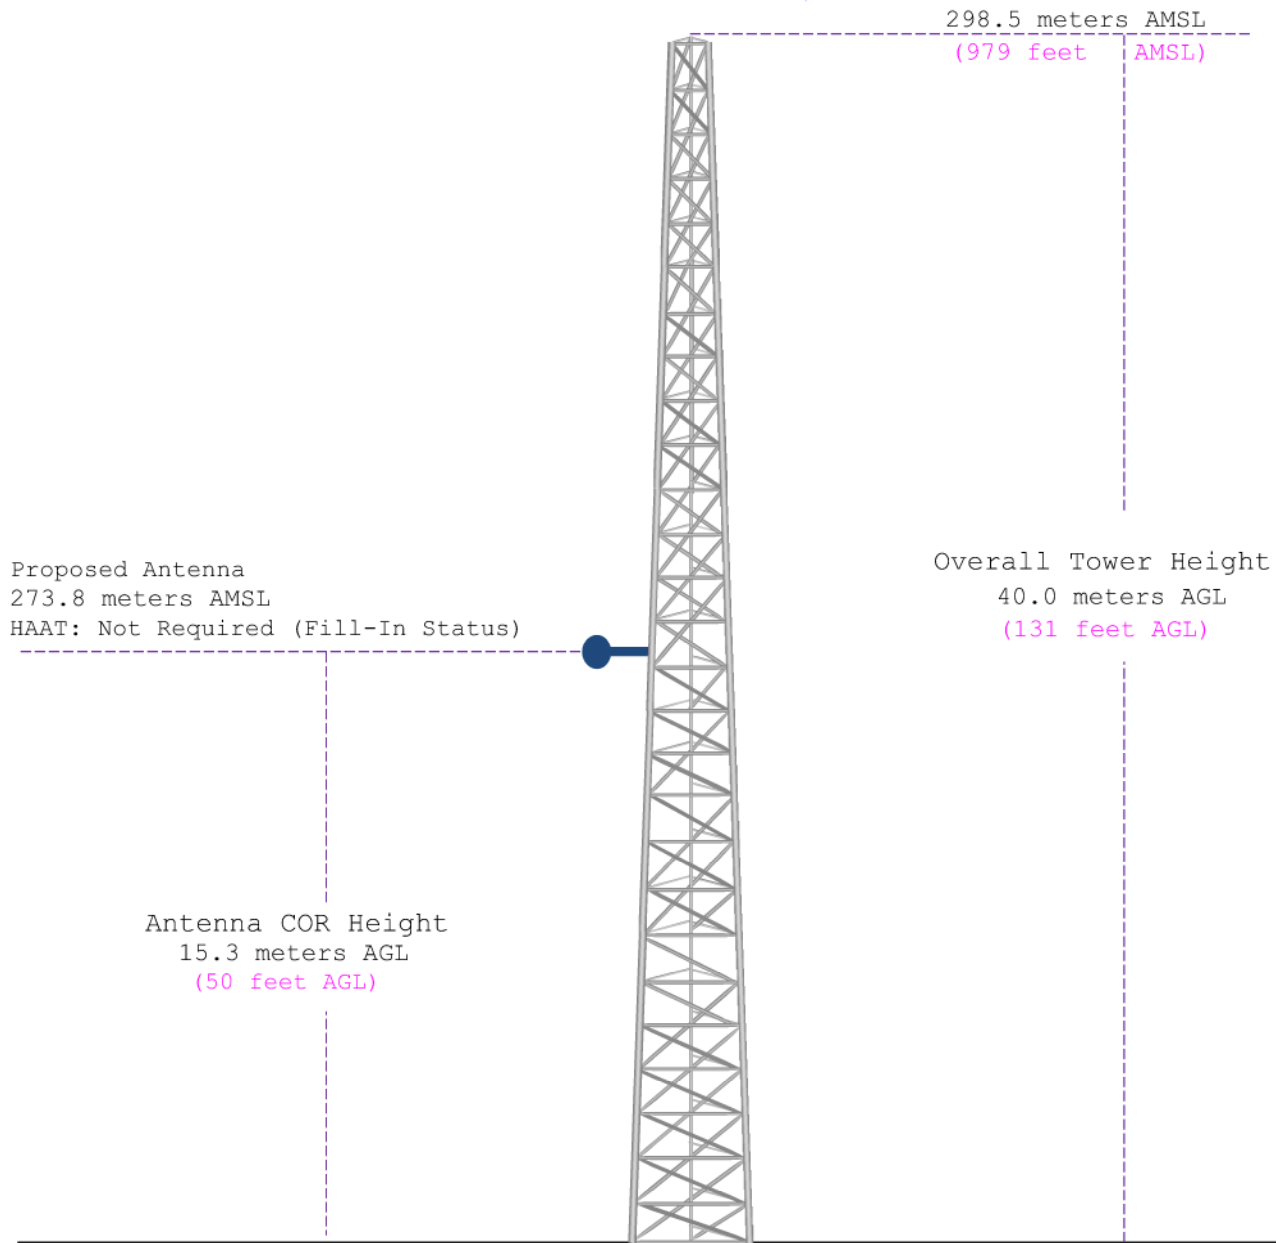 298.5 meters AMSL
(979 feet AMSL)
Proposed Antenna
273.8 meters AMSL
HAAT: Not Required (Fill-In Status)
Overall Tower Height
40.0 meters AGL
(131 feet AGL)
Antenna COR Height
15.3 meters AGL
(50 feet AGL)